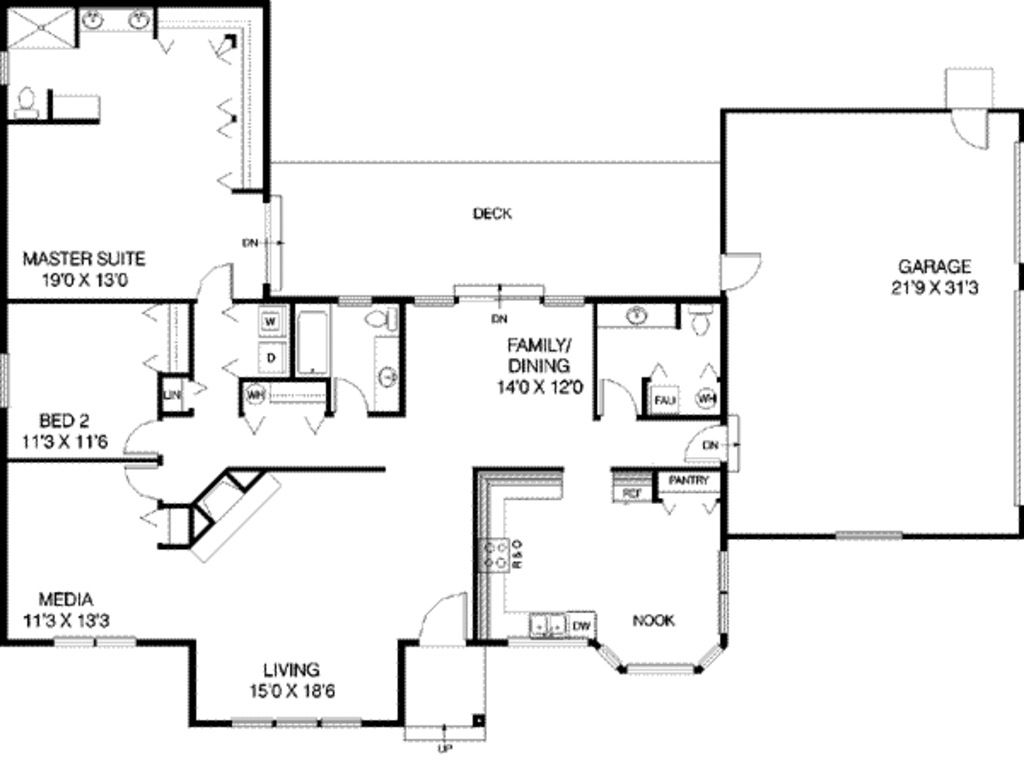 DECK
DN
MASTER SUITE
19'0 X 13'0
GARAGE
21'9 X 31'3
W
D
DN
FAMILY/
DINING
14'0 X 12'0
LIN
WH
FAU
WH
BED 2
11'3 X 11'6
DN
PANTRY
REF
R&O
MEDIA
11'3 X 13'3
DW
NOOK
LIVING
15'0 X 18'6
UP